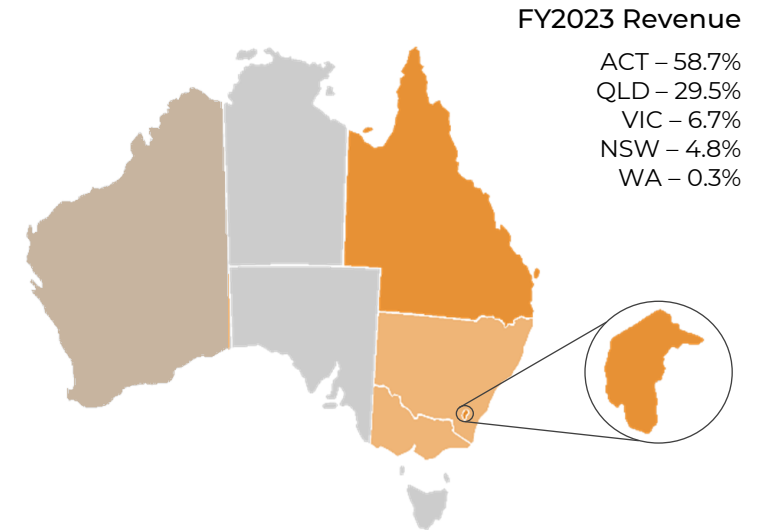 FY2023 Revenue
ACT – 58.7%
QLD – 29.5%
VIC – 6.7%
NSW – 4.8%
WA – 0.3%